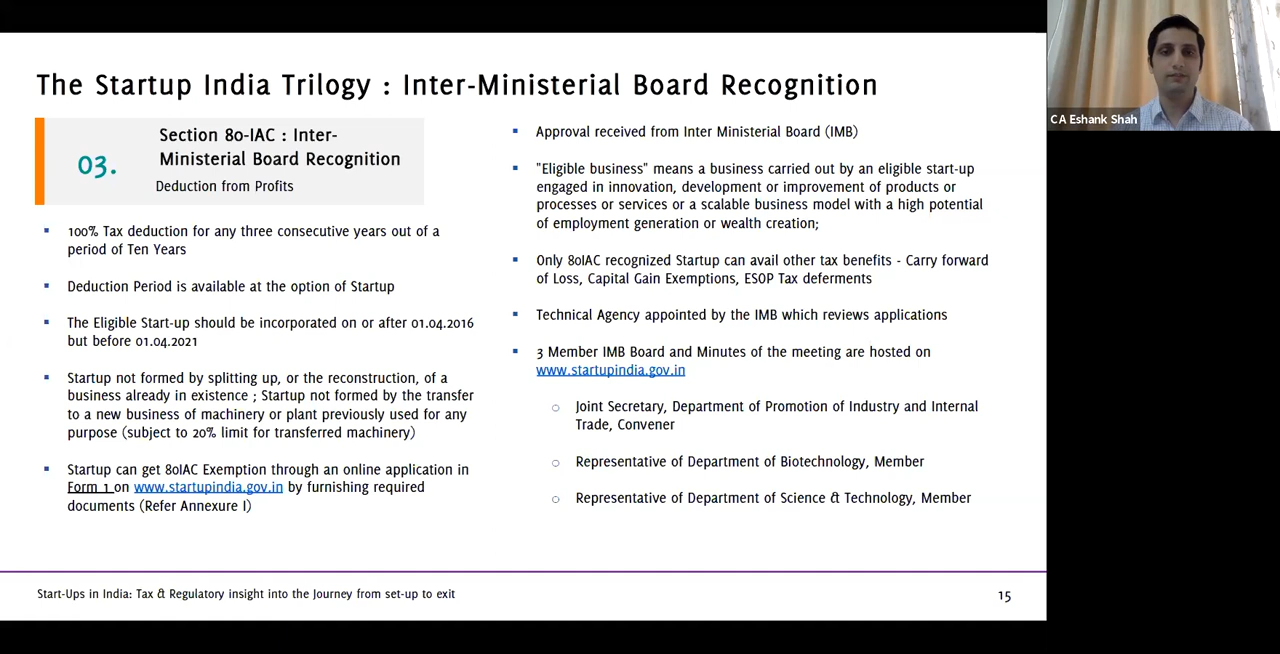 The Startup India Trilogy : Inter-Ministerial Board Recognition
03.
Section 80-IAC : Inter-
Ministerial Board Recognition
Deduction from Profits
100% Tax deduction for any three consecutive years out of a
period of Ten Years
Deduction Period is available at the option of Startup
The Eligible Start-up should be incorporated on or after 01.04.2016
but before 01.04.2021
Startup not formed by splitting up, or the reconstruction, of a
business already in existence ; Startup not formed by the transfer
to a new business of machinery or plant previously used for any
purpose (subject to 20% limit for transferred machinery)
Startup can get 80IAC Exemption through an online application in
Form 1 on www.startupindia.gov.in by furnishing required
documents (Refer Annexure I)
Approval received from Inter Ministerial Board (IMB)
"Eligible business" means a business carried out by an eligible start-up
engaged in innovation, development or improvement of products or
processes or services or a scalable business model with a high potential
of employment generation or wealth creation;
Only 80IAC recognized Startup can avail other tax benefits - Carry forward
of Loss, Capital Gain Exemptions, ESOP Tax deferments
Technical Agency appointed by the IMB which reviews applications
3 Member IMB Board and Minutes of the meeting are hosted on
www.startupindia.gov.in
Joint Secretary, Department of Promotion of Industry and Internal
Trade, Convener
Representative of Department of Biotechnology, Member
Representative of Department of Science & Technology, Member
Start-Ups in India: Tax & Regulatory insight into the Journey from set-up to exit
15
CA Eshank Shah